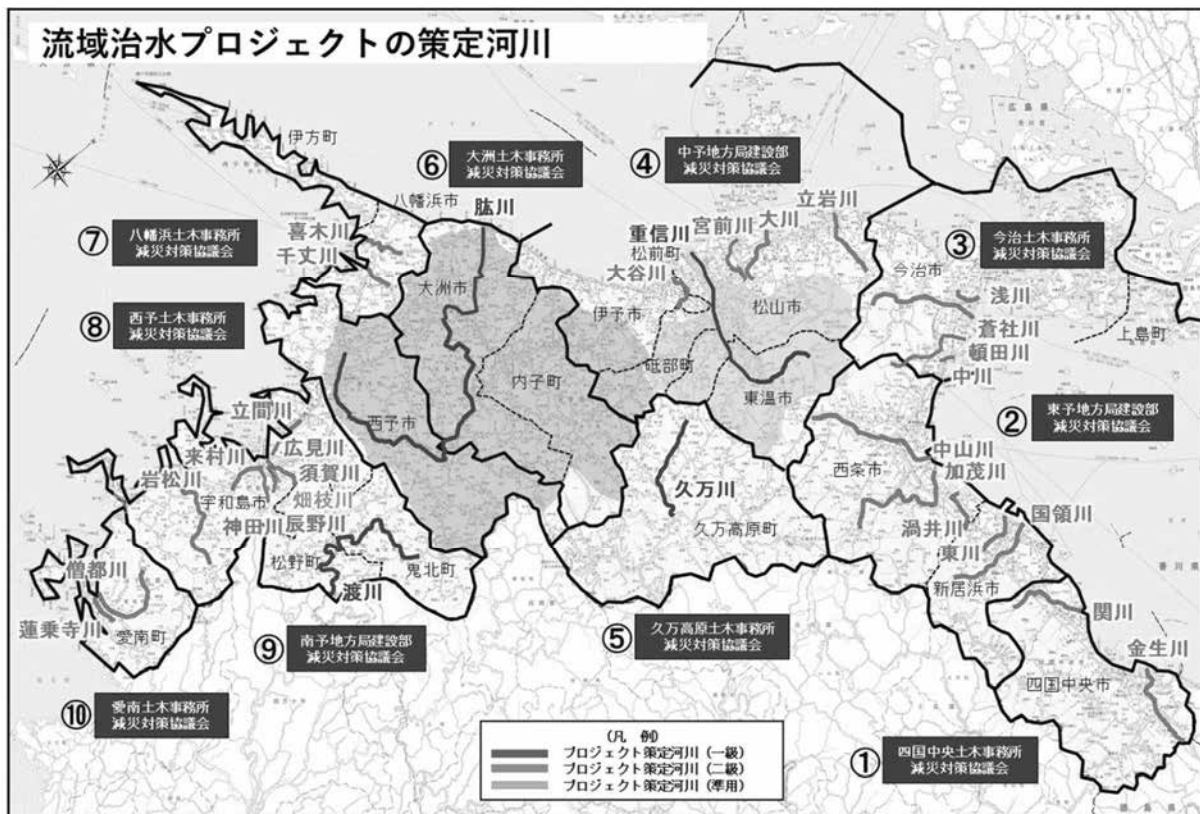 流域治水プロジェクトの策定河川
伊方町
⑥
大洲土木事務所
減災対策協議会
④
中予地方局建設部
減災対策協議会
広島県
八幡浜市
肱川
立岩川
大川
宮前川
重信川
松前町
大谷川
喜木川
千丈川
⑦
八幡浜土木事務所
減災対策協議会
③
今治土木事務所
減災対策協議会
今治市
浅川
蒼社川
頓田川
中川
上島町
大洲市
伊予市
松山市
⑧
西予土木事務所
減災対策協議会
砥部町
内子町
東温市
②
東予地方局建設部
減災対策協議会
西予市
立間川
広見川
来村川
須賀川
岩松川
宇和島市
畑枝川
神田川
辰野川
西条市
中山川
加茂川
久万川
久万高原町
渦井川
東川
国領川
新居浜市
香川県
僧都川
松野町
鬼北町
渡川
蓮乗寺川
愛南町
⑨
南予地方局建設部
減災対策協議会
⑤
久万高原土木事務所
減災対策協議会
関川
金生川
四国中央市
⑩
愛南土木事務所
減災対策協議会
(凡 例)
プロジェクト策定河川(一級)
プロジェクト策定河川(二級)
プロジェクト策定河川(準用)
①
四国中央土木事務所
減災対策協議会
徳島県